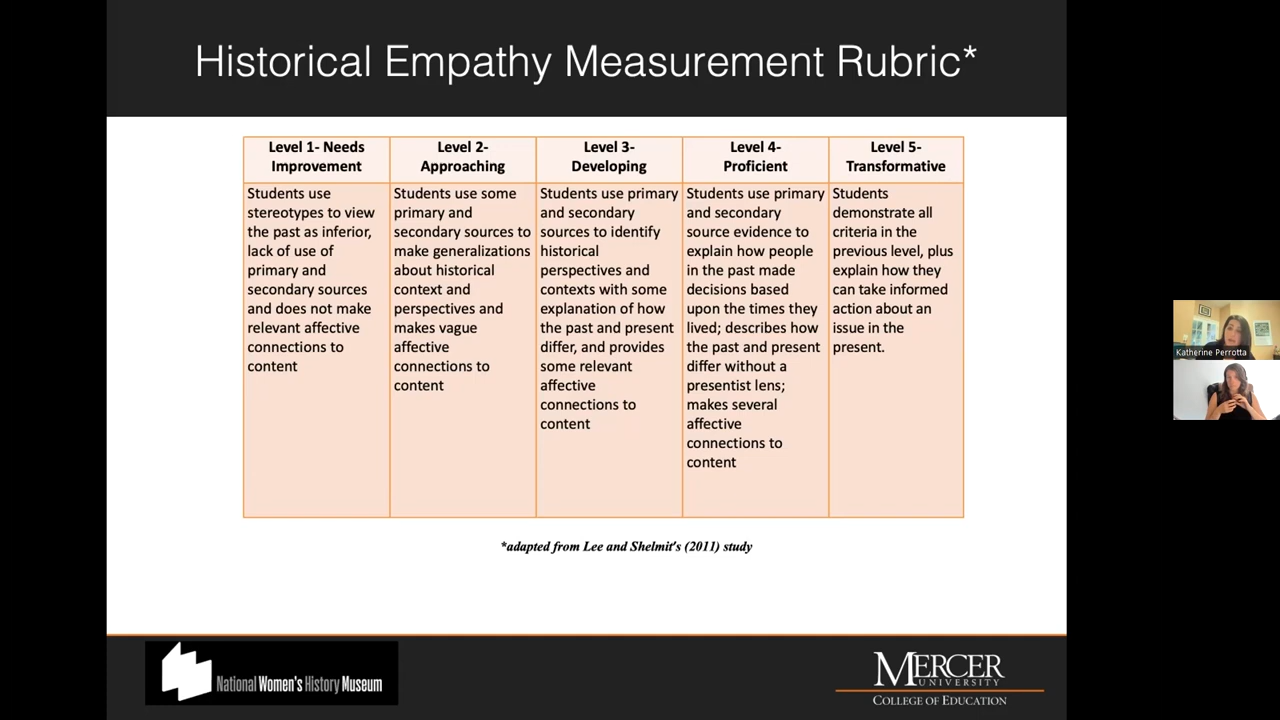 Historical Empathy Measurement Rubric*
Level 1- Needs
Improvement
Students use
stereotypes to view
the past as inferior,
lack of use of
primary and
secondary sources
and does not make
relevant affective
connections to
content
Level 2-
Approaching
Students use some
primary and
secondary sources to
make generalizations
about historical
context and
perspectives and
makes vague
affective
connections to
content
Level 3-
Developing
Students use primary
and secondary
sources to identify
historical
perspectives and
contexts with some
explanation of how
the past and present
differ, and provides
some relevant
affective
connections to
content
Level 4-
Proficient
Students use primary
and secondary
source evidence to
explain how people
in the past made
decisions based
upon the times they
lived; describes how
the past and present
differ without a
presentist lens;
makes several
affective
connections to
content
Level 5-
Transformative
Students
demonstrate all
criteria in the
previous level, plus
explain how they
can take informed
action about an
issue in the
present.
*adapted from Lee and Shelmit's (2011) study
National Women's History Museum
MERCER
UNIVERSITY
COLLEGE OF EDUCATION
Katherine Perrotta